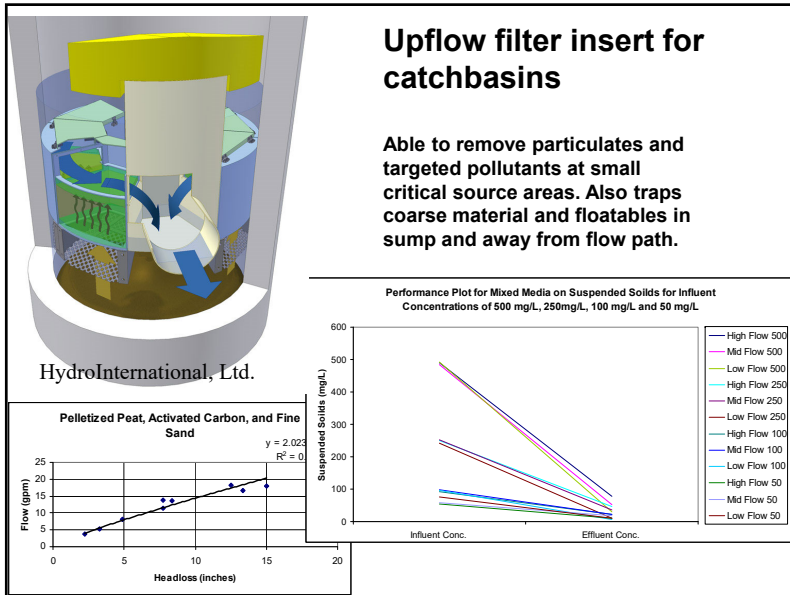 Upflow filter insert for
catchbasins
Able to remove particulates and
targeted pollutants at small
critical source areas. Also traps
coarse material and floatables in
sump and away from flow path.
HydroInternational, Ltd.
Performance Plot for Mixed Media on Suspended Soilds for Influent
Concentrations of 500 mg/L, 250mg/L, 100 mg/L and 50 mg/L
600
500
400
300
200
100
0
Suspended Soilds (mg/L)
Influent Conc.
Effluent Conc.
High Flow 500
Mid Flow 500
Low Flow 500
High Flow 250
Mid Flow 250
Low Flow 250
High Flow 100
Mid Flow 100
Low Flow 100
High Flow 50
Mid Flow 50
Low Flow 50
Pelletized Peat, Activated Carbon, and Fine
Sand
y = 2.023
R² = 0.
25
20
15
10
5
0
Flow (gpm)
0 5 10 15 20
Headloss (inches)